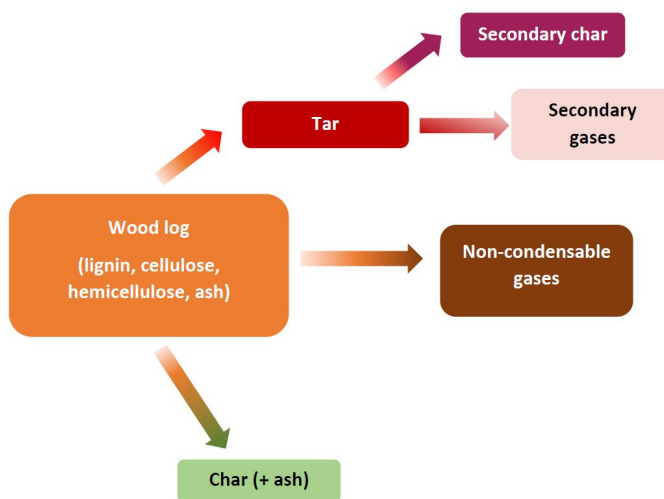 Secondary char
Secondary
gases
Tar
Wood log
(lignin, cellulose,
hemicellulose, ash)
Non-condensable
gases
Char (+ ash)